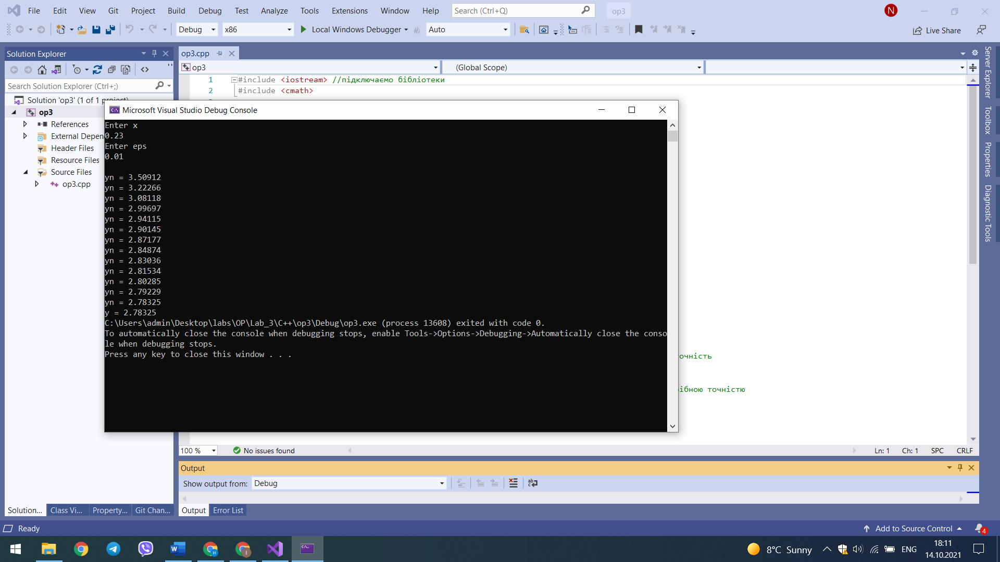 File Edit View Git Project Build Debug Test Analyze Tools Extensions Window Help Search (Ctrl+Q) op3 N
Debug x86 Local Windows Debugger Auto Live Share
Solution Explorer
Search Solution Explorer (Ctrl+;)
Solution 'op3' (1 of 1 project)
op3
References
External Depen
Header Files
Resource Files
Source Files
op3.cpp
op3.cpp
op3 (Global Scope)
1 #include <iostream> //підключаємо бібліотеки
2 #include <cmath>
Microsoft Visual Studio Debug Console
Enter x
0.23
Enter eps
0.01
yn = 3.50912
yn = 3.22266
yn = 3.08118
yn = 2.99697
yn = 2.94115
yn = 2.90145
yn = 2.87177
yn = 2.84874
yn = 2.83036
yn = 2.81534
yn = 2.80285
yn = 2.79229
yn = 2.78325
y = 2.78325
C:\Users\admin\Desktop\labs\OP\Lab_3\C++\op3\Debug\op3.exe (process 13608) exited with code 0.
To automatically close the console when debugging stops, enable Tools->Options->Debugging->Automatically close the conso
le when debugging stops.
Press any key to close this window . . .
очність
рібною точністю
Server Explorer
Toolbox
Properties
Diagnostic Tools
100 % No issues found Ln: 1 Ch: 1 SPC CRLF
Output
Show output from: Debug
Solution... Class Vi... Property... Git Chan... Output Error List
Ready Add to Source Control 4
8°C Sunny ENG 18:11
14.10.2021